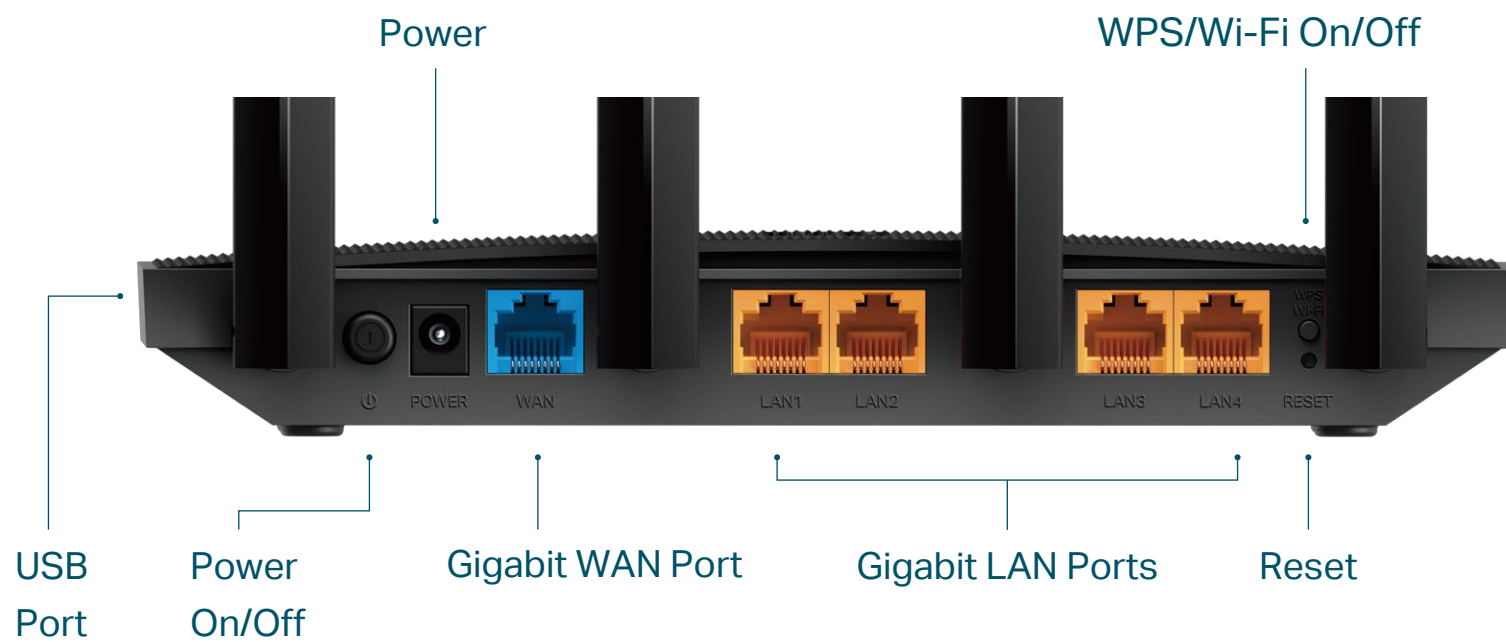 Power
WPS/Wi-Fi On/Off
WPS
Wi-Fi
POWER
WAN
LAN1
LAN2
LAN3
LAN4
RESET
USB
Port
Power
On/Off
Gigabit WAN Port
Gigabit LAN Ports
Reset